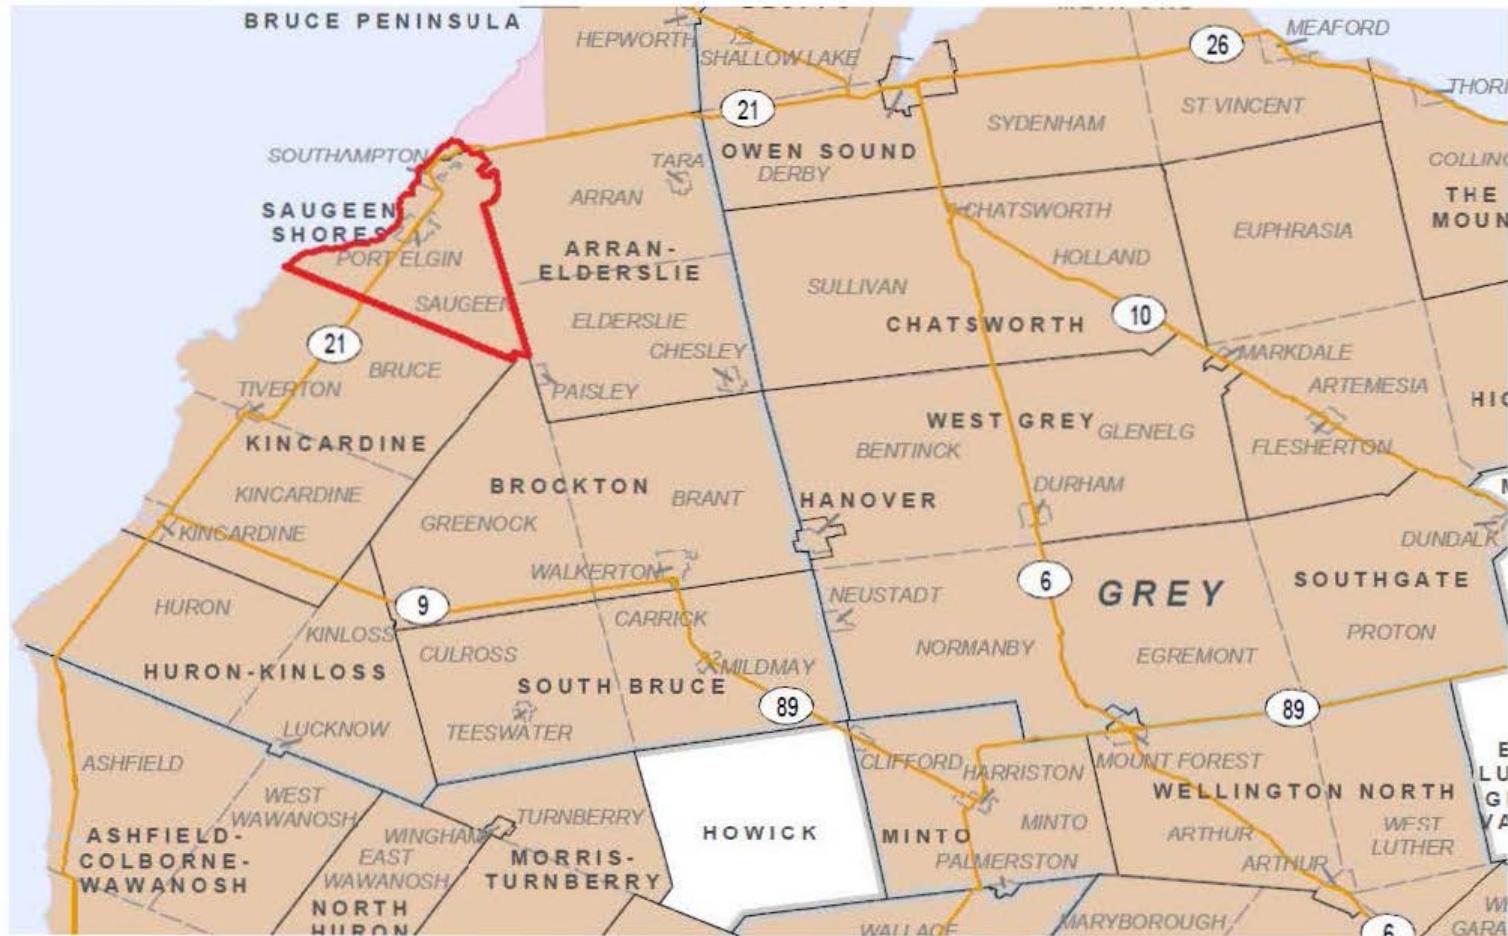 BRUCE PENINSULA
HEPWORTH
SHALLOW LAKE
26
MEAFORD
21
SYDENHAM
ST VINCENT
SOUTHAMPTON
TARA
OWEN SOUND
DERBY
ARRAN
SAUGEEN
SHORES
CHATSWORTH
THE
EUPHRASIA
PORT ELGIN
ARRAN-
ELDERSLIE
HOLLAND
SULLIVAN
SAUGEEN
ELDERSLIE
CHATSWORTH
10
21
BRUCE
CHESLEY
MARKDALE
TIVERTON
PAISLEY
ARTEMESIA
KINCARDINE
WEST GREY
GLENELG
BENTINCK
FLESHERTON
KINCARDINE
BROCKTON
BRANT
HANOVER
DURHAM
GREENOCK
KINCARDINE
DUNDALK
WALKERTON
9
NEUSTADT
6
GREY
SOUTHGATE
HURON
KINLOSS
CARRICK
PROTON
CULROSS
NORMANBY
EGREMONT
HURON-KINLOSS
SOUTH BRUCE
MILDMAY
89
89
LUCKNOW
TEESWATER
ASHFIELD
CLIFFORD
HARRISTON
MOUNT FOREST
WEST
WAWANOSH
TURNBERRY
WELLINGTON NORTH
ASHFIELD-
COLBORNE-
WAWANOSH
WINGHAM
HOWICK
MINTO
MINTO
ARTHUR
WEST
LUTHER
EAST
WAWANOSH
MORRIS-
TURNBERRY
PALMERSTON
ARTHUR
NORTH
HURON
WALLACE
MARYBOROUGH
6